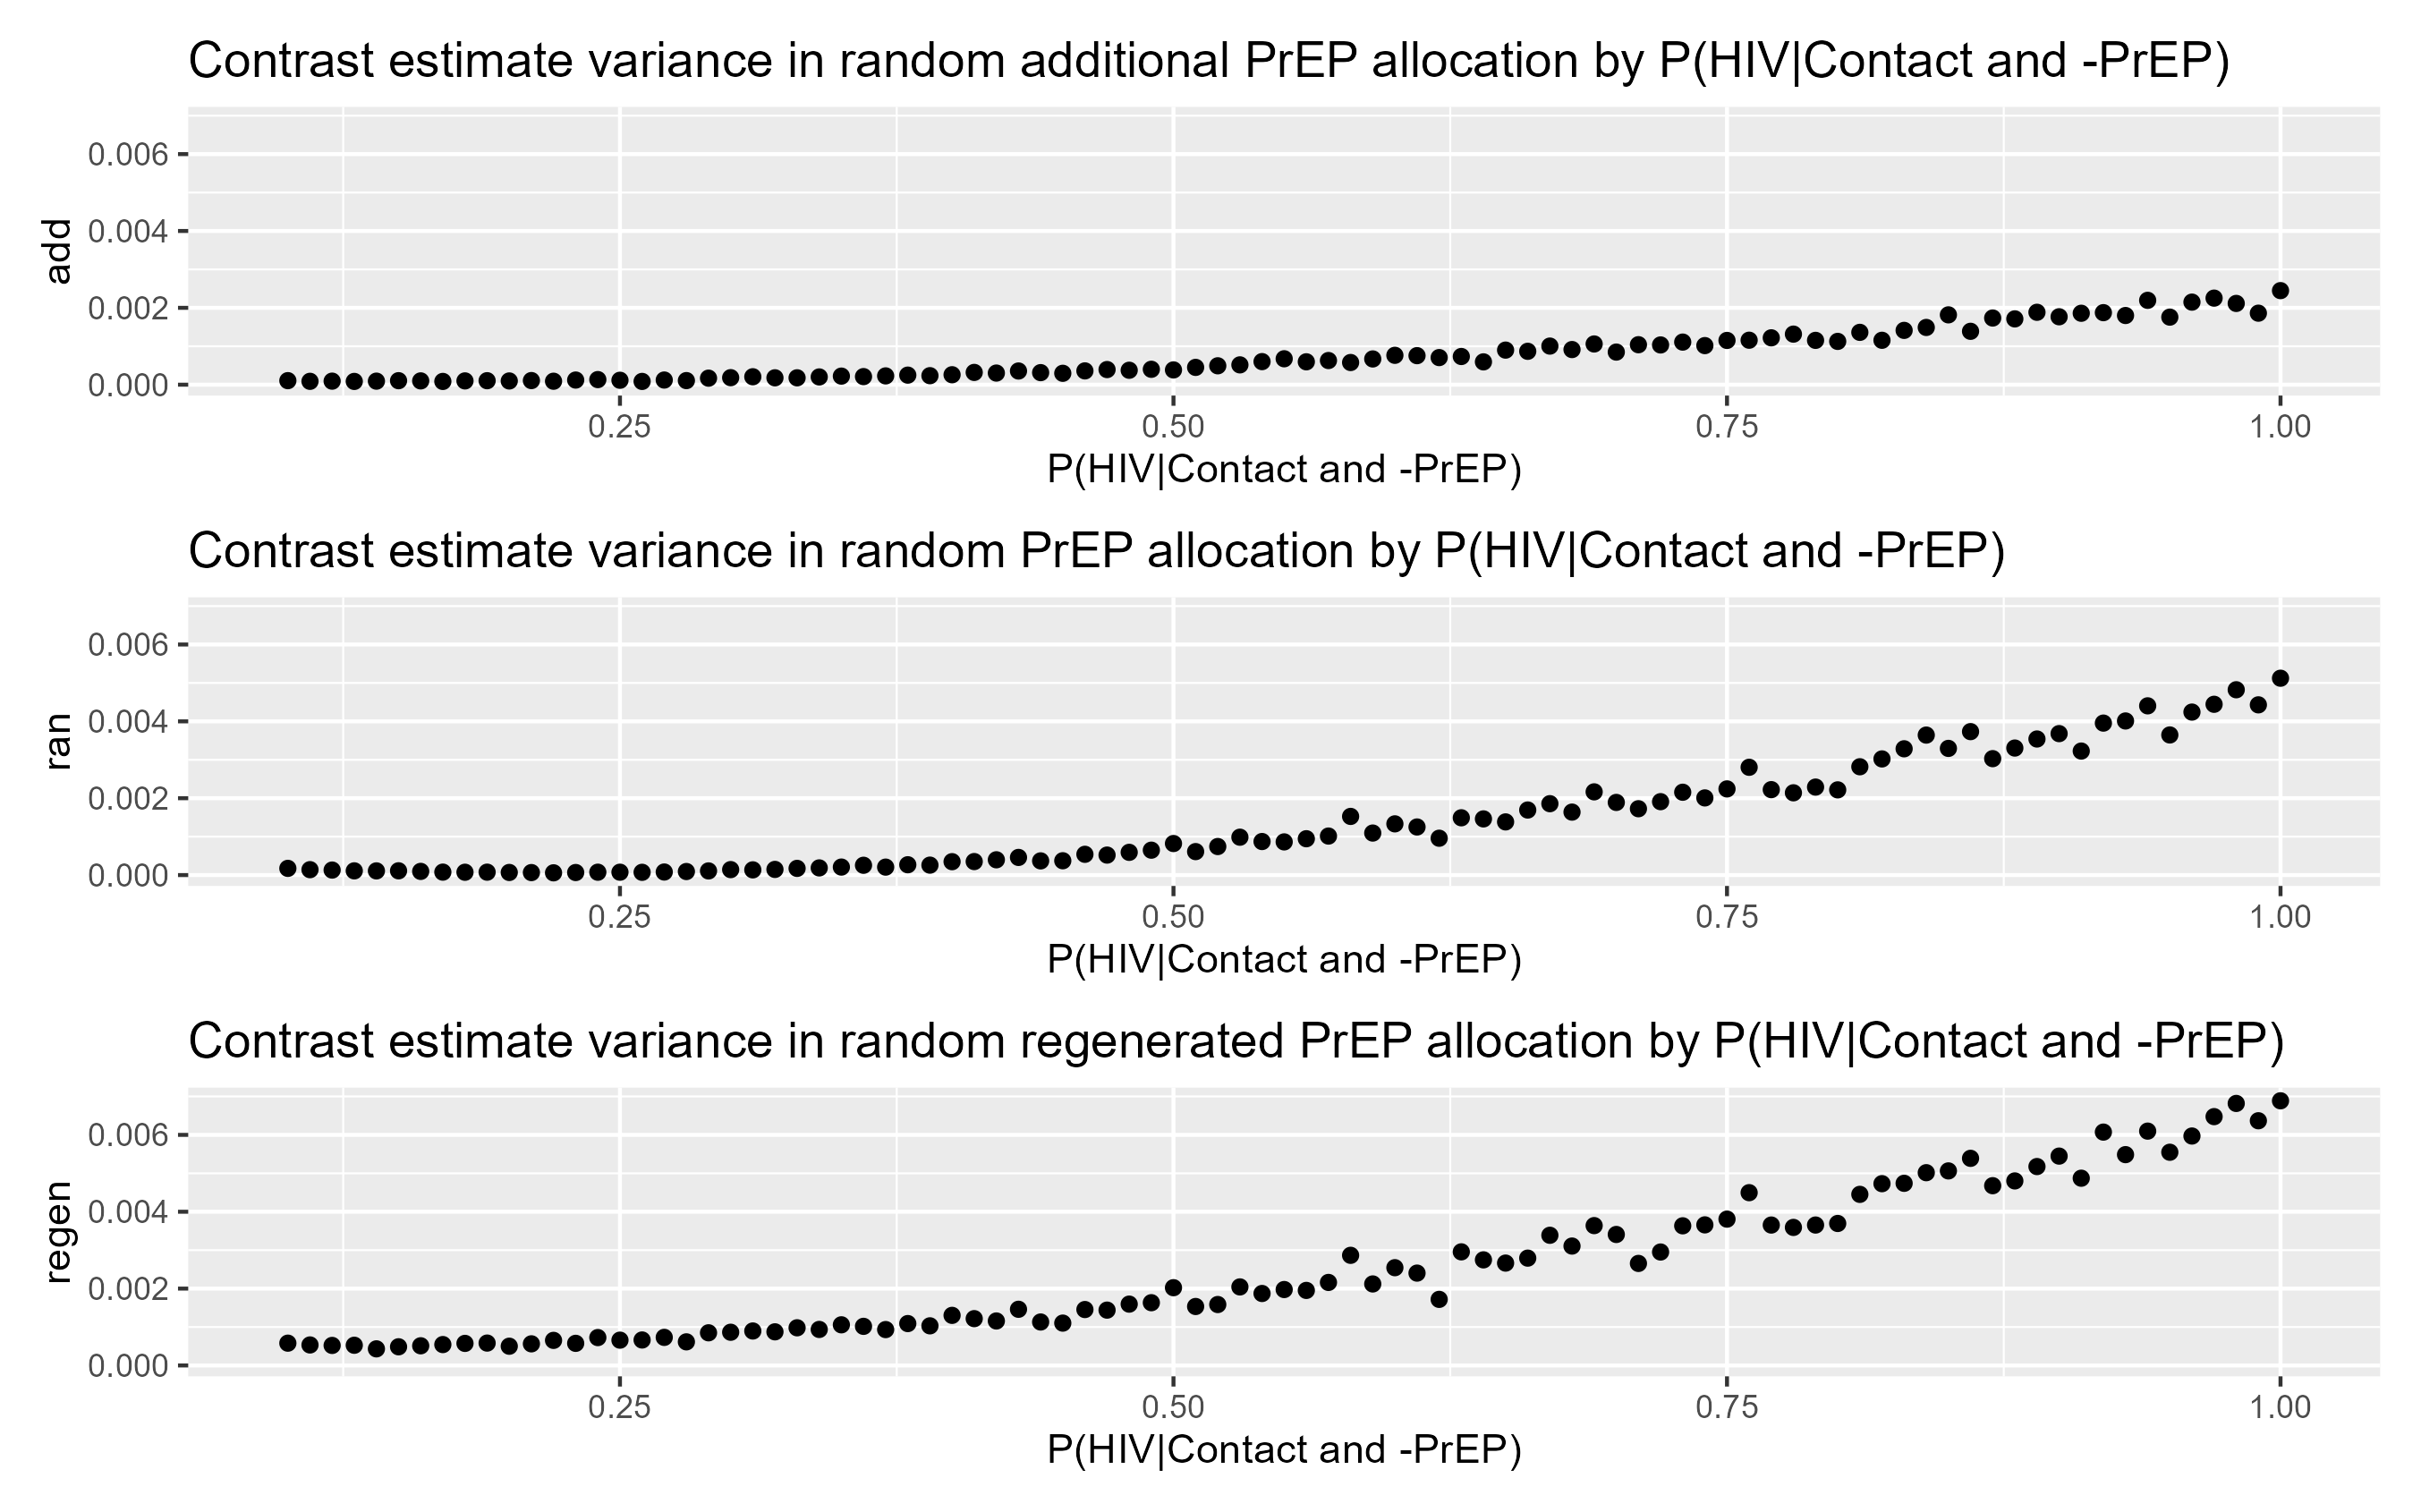 Contrast estimate variance in random additional PrEP allocation by P(HIV|Contact and -PrEP)
0.006
0.004
0.002
0.000
add
0.25 0.50 0.75 1.00
P(HIV|Contact and -PrEP)
Contrast estimate variance in random PrEP allocation by P(HIV|Contact and -PrEP)
0.006
0.004
0.002
0.000
ran
0.25 0.50 0.75 1.00
P(HIV|Contact and -PrEP)
Contrast estimate variance in random regenerated PrEP allocation by P(HIV|Contact and -PrEP)
0.006
0.004
0.002
0.000
regen
0.25 0.50 0.75 1.00
P(HIV|Contact and -PrEP)